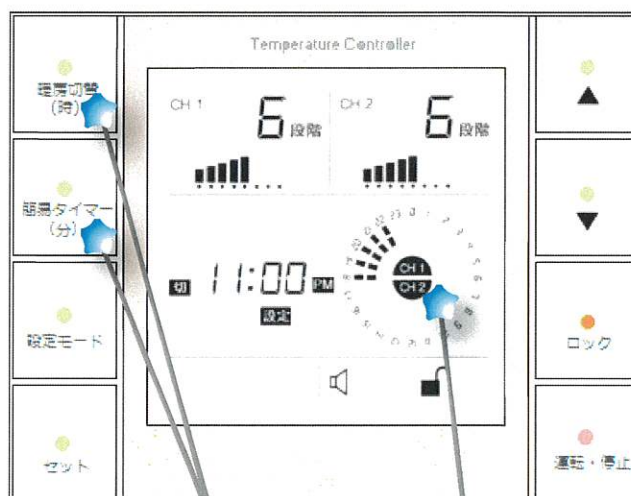 Temperature Controller
暖房切替
(時)
簡易タイマー
(分)
設定モード
セット
CH 1
6 段階
CH 2
6 段階
切 11:00 PM
設定
CH 1
CH 2
▲
▼
ロック
運転・停止